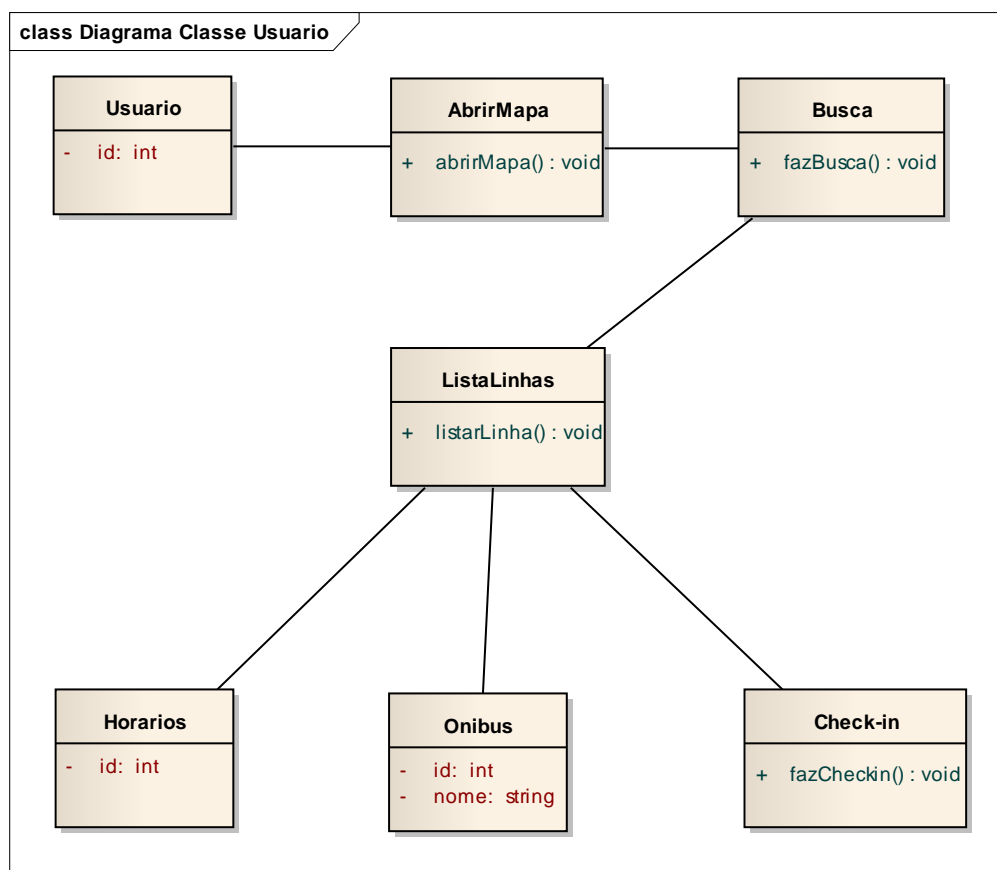 class Diagrama Classe Usuario
Usuario
- id: int
AbrirMapa
+ abrirMapa() : void
Busca
+ fazBusca() : void
ListaLinhas
+ listarLinha() : void
Horarios
- id: int
Onibus
- id: int
- nome: string
Check-in
+ fazCheckin() : void